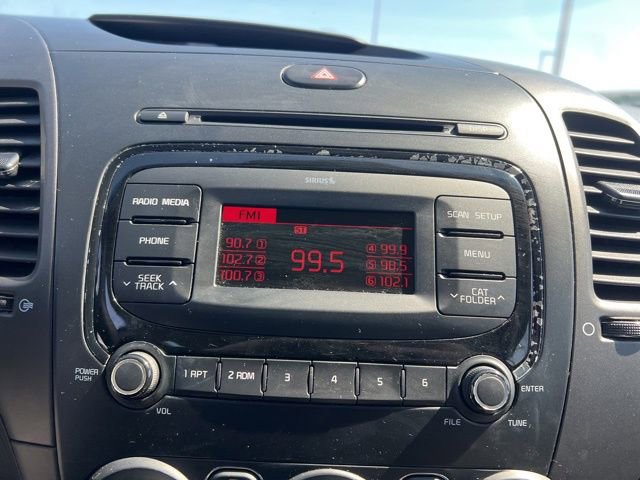 DISP
SIRIUS
RADIO MEDIA
PHONE
SEEK
TRACK
FM1
90.7 1
102.7 2
100.7 3
99.5
4 99.9
5 98.5
6 102.1
SCAN SETUP
MENU
CAT
FOLDER
POWER
PUSH
VOL
1 RPT
2 RDM
3
4
5
6
ENTER
FILE
TUNE